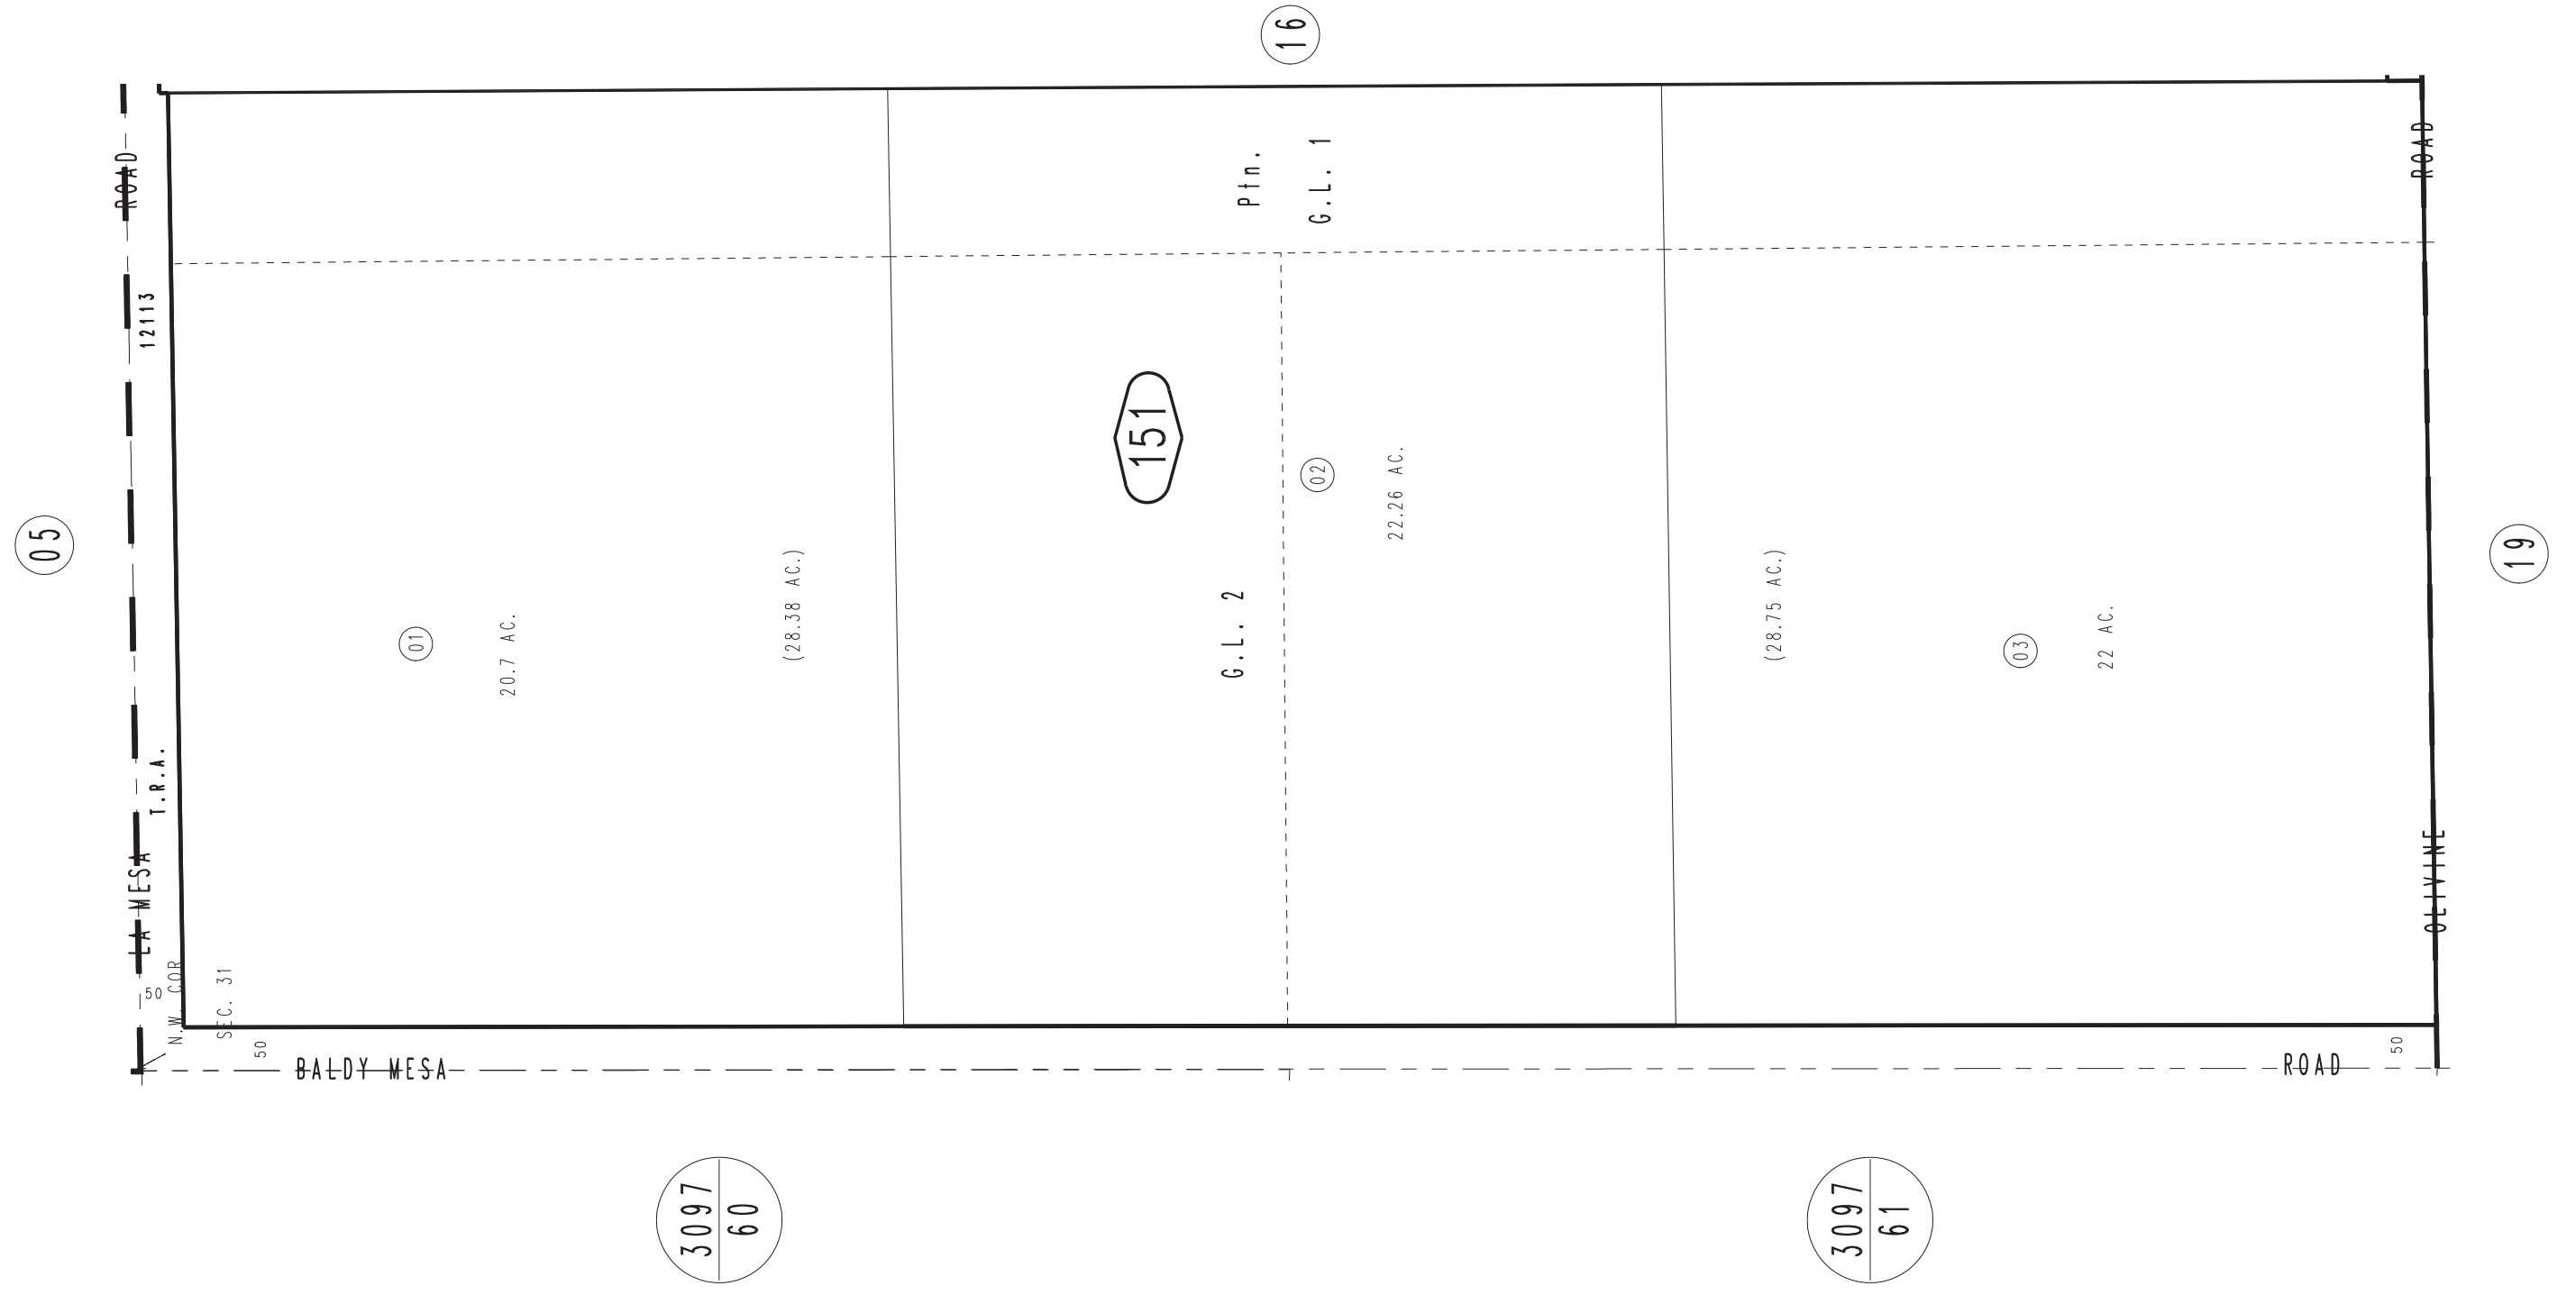 16
ROAD
ROAD
12113
Ptn.
G.L. 1
151
05
01
20.7 AC.
(28.38 AC.)
G.L. 2
02
22.26 AC.
(28.75 AC.)
03
22 AC.
19
T.R.A.
LA MESA
OLIVINE
50
N.W. COR
SEC. 31
50
50
BALDY MESA
ROAD
3097
60
3097
61